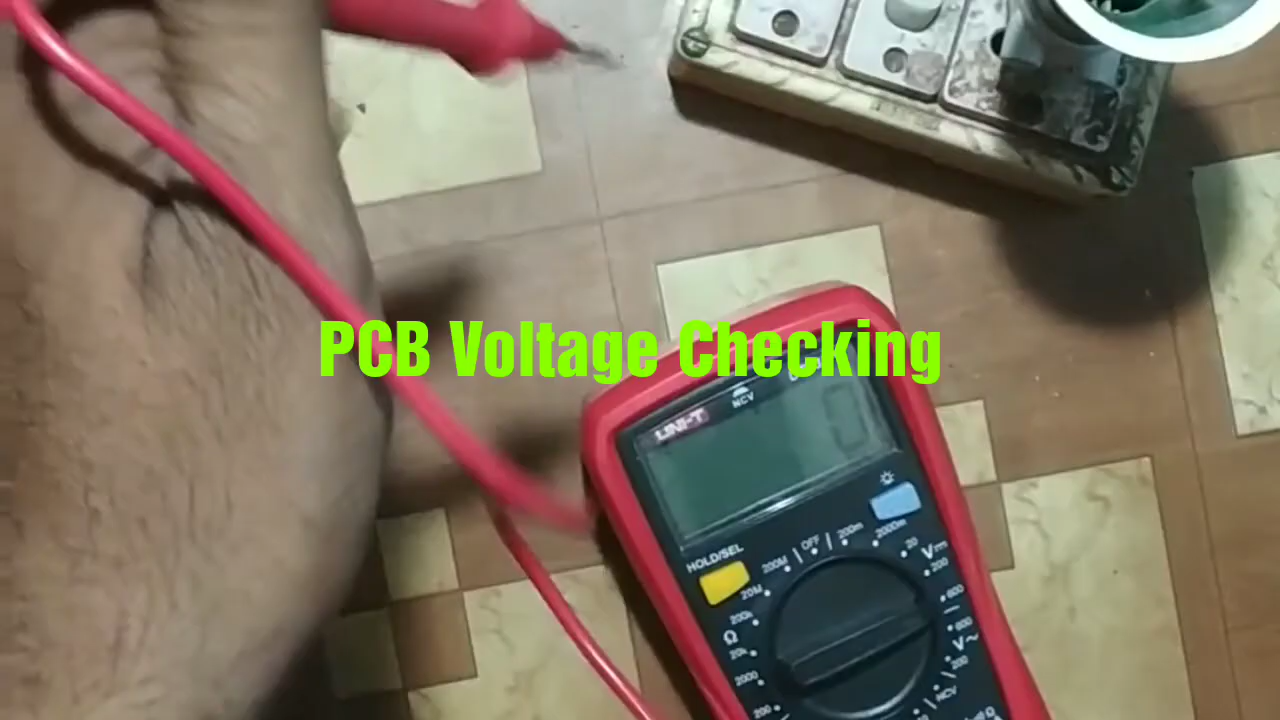 PCB Voltage Checking
UNI-T
NCV
0
HOLD/SEL
OFF
200m
2000m
20
V
200
600
600
V~
200
NCV
200M
20M
200k
Ω
20k
2000
200